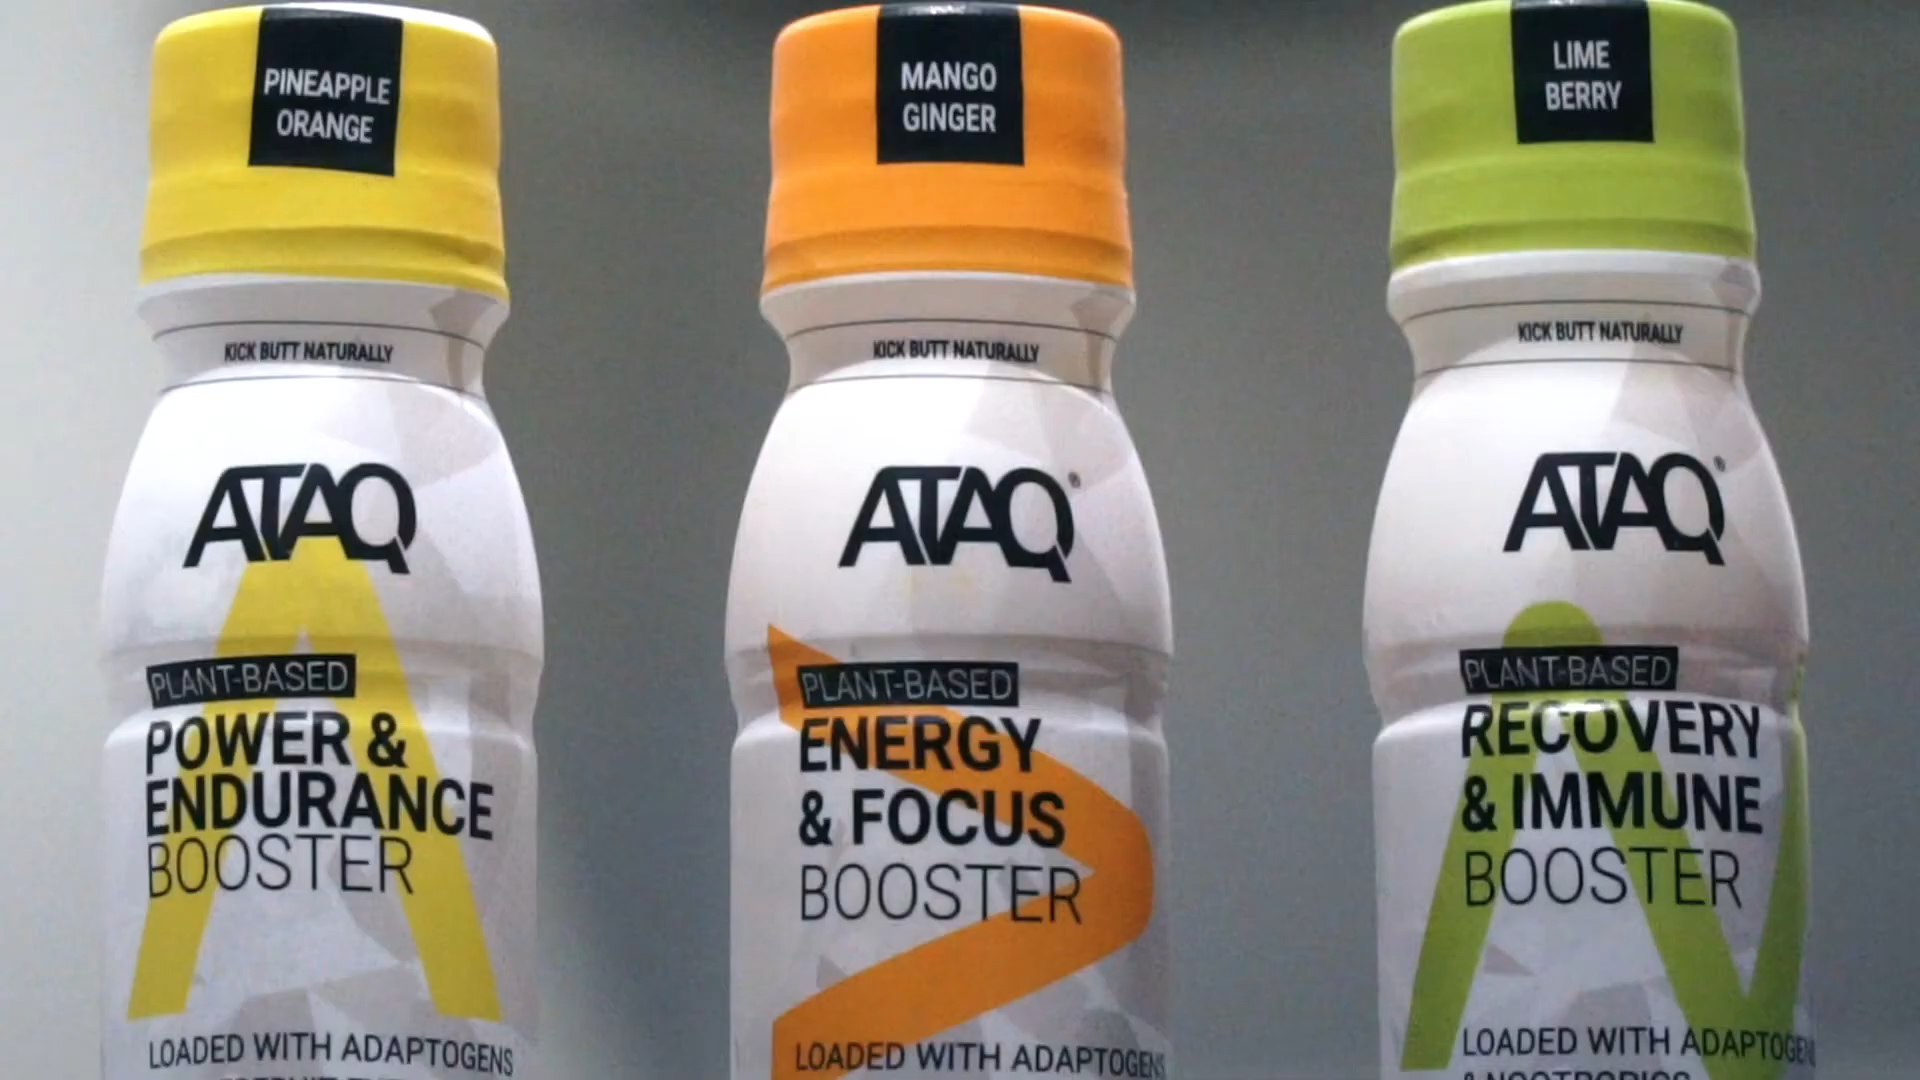 PINEAPPLE
ORANGE
KICK BUTT NATURALLY
ATAQ
PLANT-BASED
POWER &
ENDURANCE
BOOSTER
LOADED WITH ADAPTOGENS
MANGO
GINGER
KICK BUTT NATURALLY
ATAQ®
PLANT-BASED
ENERGY
& FOCUS
BOOSTER
LOADED WITH ADAPTOGENS
LIME
BERRY
KICK BUTT NATURALLY
ATAQ®
PLANT-BASED
RECOVERY
& IMMUNE
BOOSTER
LOADED WITH ADAPTOGEN
& NOOTROPICS